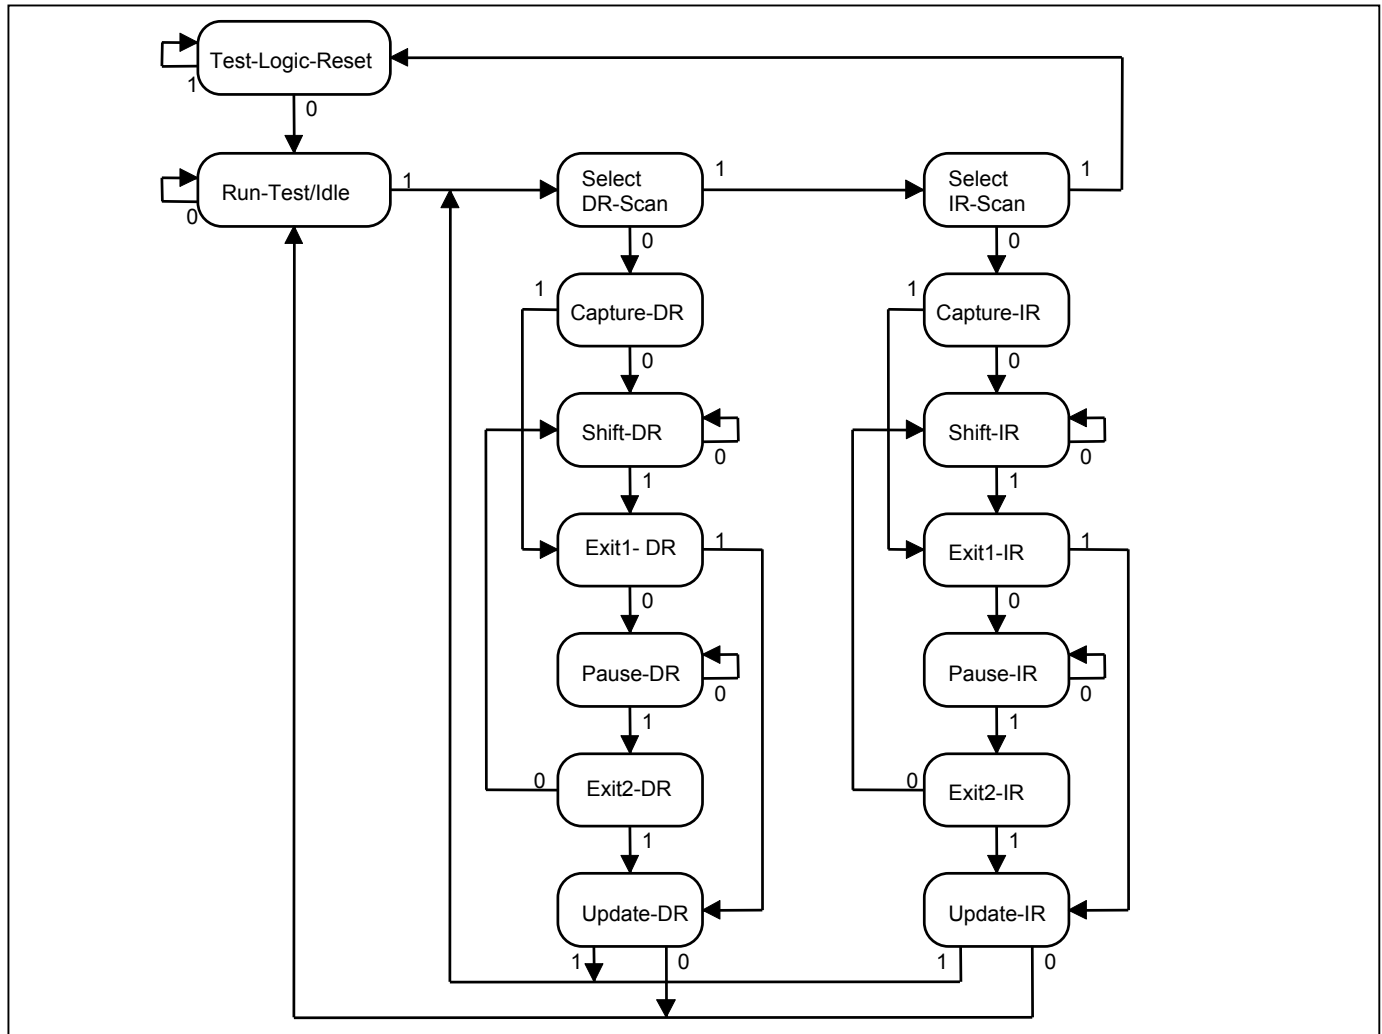 Test-Logic-Reset
1
0
Run-Test/Idle
0
1
Select
DR-Scan
1
Select
IR-Scan
1
0
0
1
Capture-DR
1
Capture-IR
0
0
Shift-DR
0
Shift-IR
0
1
1
Exit1- DR
1
Exit1-IR
1
0
0
Pause-DR
0
Pause-IR
0
1
1
0
Exit2-DR
0
Exit2-IR
1
1
Update-DR
Update-IR
1
0
1
0